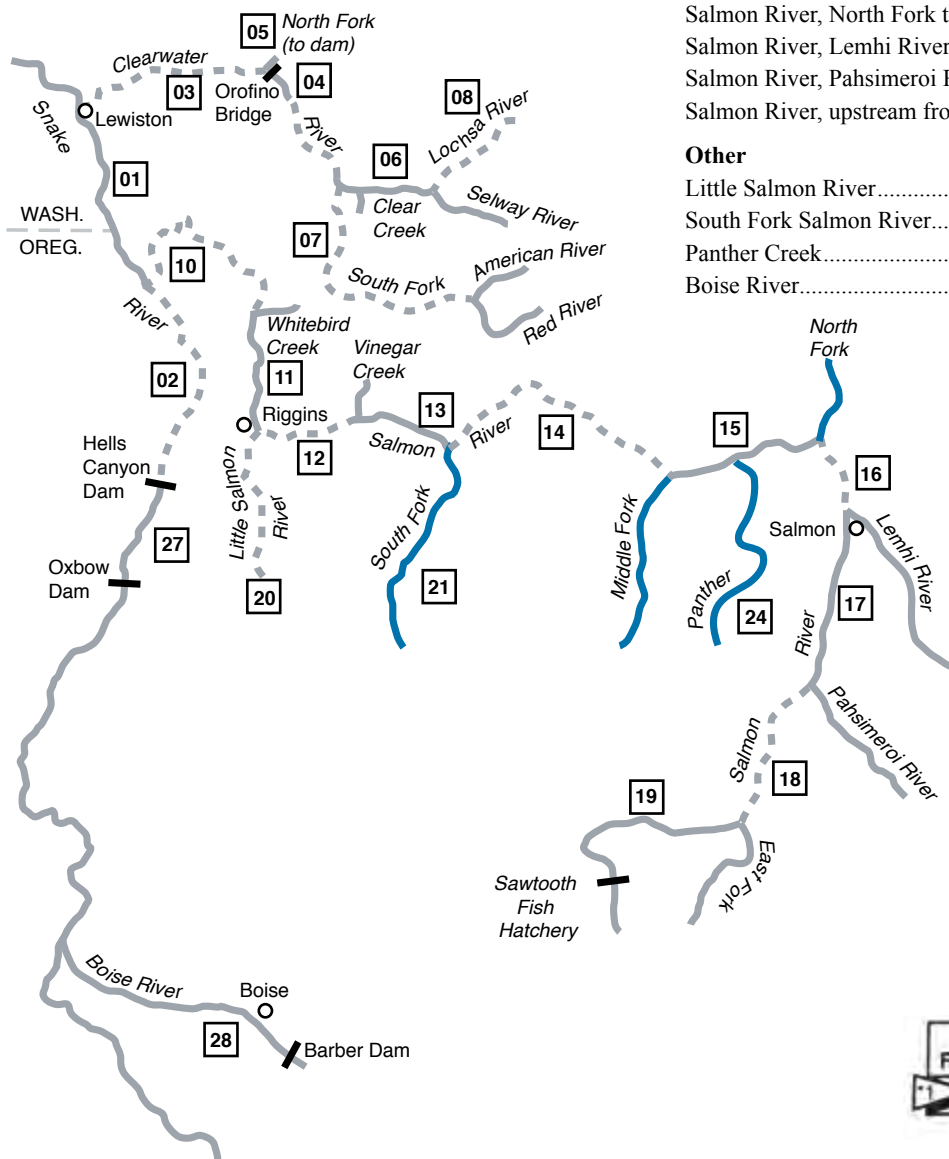 Salmon River, North Fork t
Salmon River, Lemhi River
Salmon River, Pahsimeroi
Salmon River, upstream fro
Other
Little Salmon River..............
South Fork Salmon River...
Panther Creek......................
Boise River..........................
05
North Fork
(to dam)
Clearwater
03
Orofino
Bridge
04
08
Lochsa River
Snake
Lewiston
River
06
01
Clear
Creek
Selway River
WASH.
OREG.
07
10
South Fork
American River
Red River
River
Whitebird
Creek
Vinegar
Creek
North
Fork
02
11
Riggins
13
River
14
15
12
Salmon
16
Hells
Canyon
Dam
Little Salmon
River
South Fork
Middle Fork
Salmon
Lemhi River
27
Oxbow
Dam
20
21
Panther
24
17
River
Salmon
Pahsimeroi River
18
19
East Fork
Sawtooth
Fish
Hatchery
Boise River
Boise
28
Barber Dam